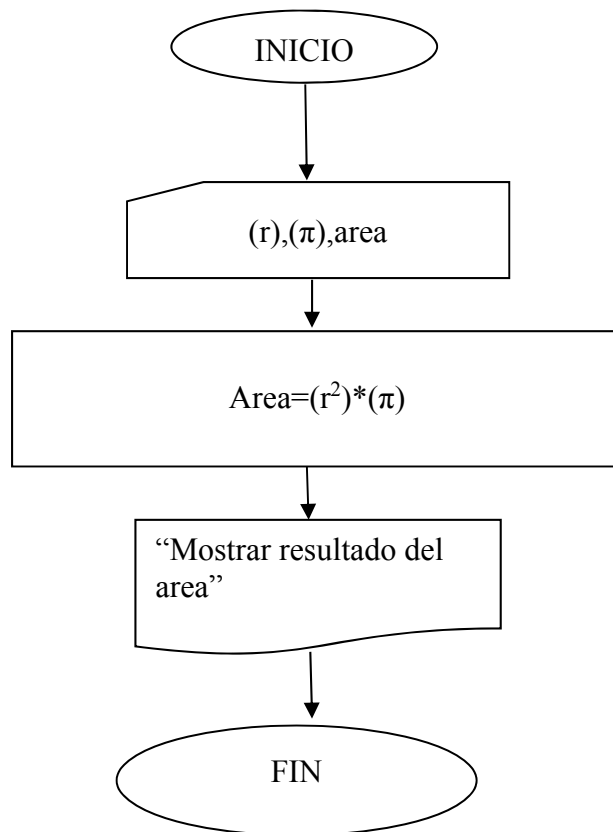 INICIO
(r),(π),area
Area=(r²)*(π)
“Mostrar resultado del
area”
FIN